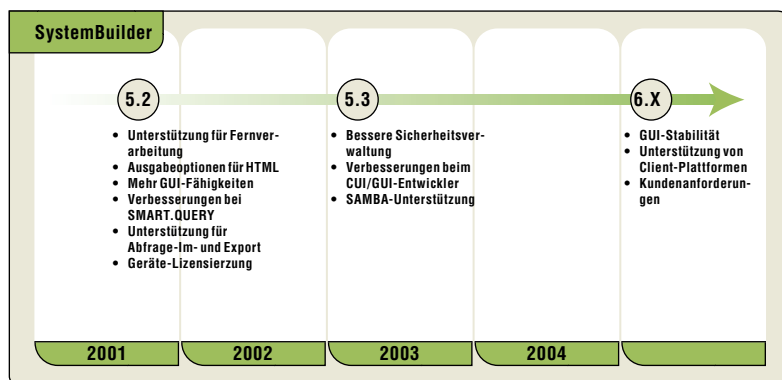 SystemBuilder
5.2
• Unterstützung für Fernver-
arbeitung
• Ausgabeoptionen für HTML
• Mehr GUI-Fähigkeiten
• Verbesserungen bei
SMART.QUERY
• Unterstützung für
Abfrage-Im- und Export
• Geräte-Lizensierzung
5.3
• Bessere Sicherheitsver-
waltung
• Verbesserungen beim
CUI/GUI-Entwickler
• SAMBA-Unterstützung
6.X
• GUI-Stabilität
• Unterstützung von
Client-Plattformen
• Kundenanforderun-
gen
2001
2002
2003
2004